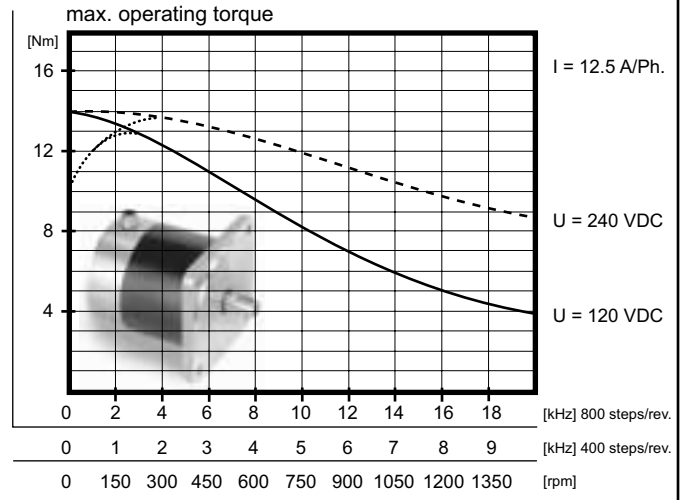 max. operating torque
[Nm]
16
12
8
4
I = 12.5 A/Ph.
U = 240 VDC
U = 120 VDC
0 2 4 6 8 10 12 14 16 18 [kHz] 800 steps/rev.
0 1 2 3 4 5 6 7 8 9 [kHz] 400 steps/rev.
0 150 300 450 600 750 900 1050 1200 1350 [rpm]